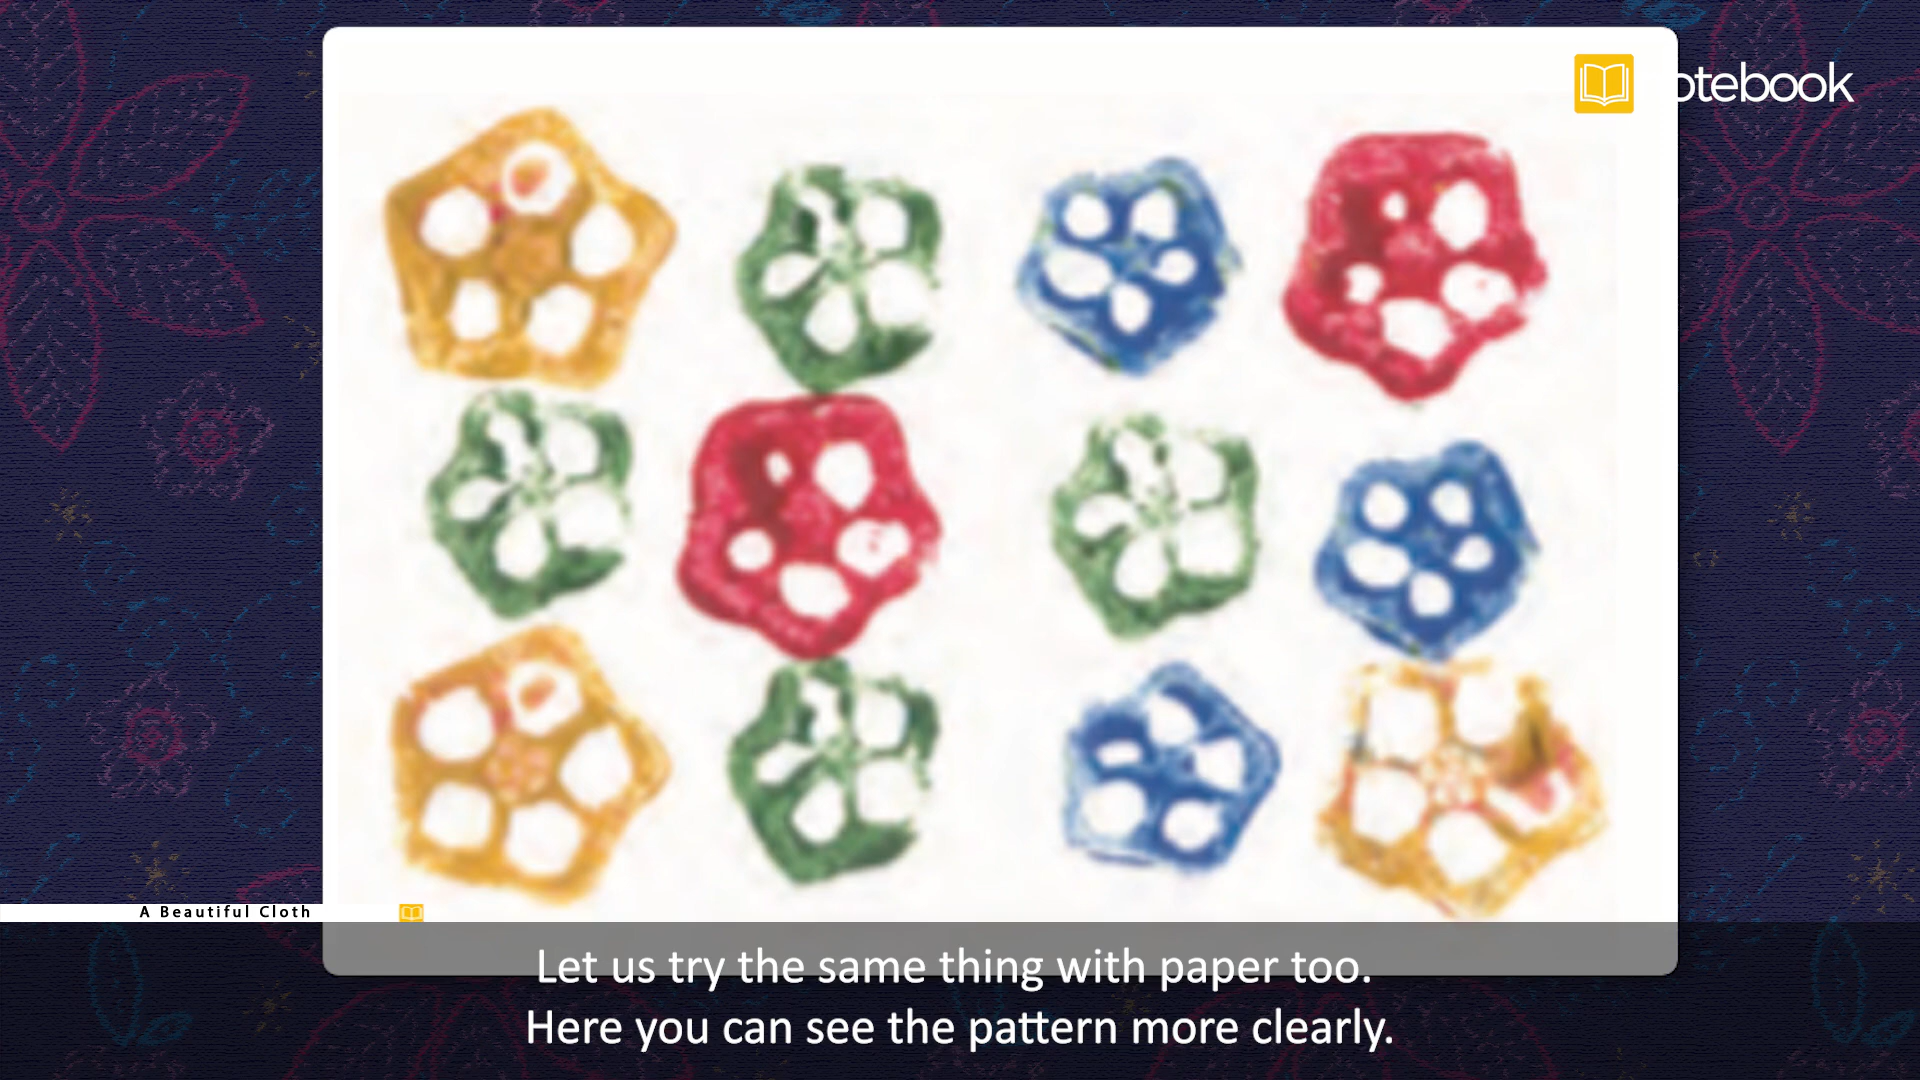 otebook
A Beautiful Cloth
Let us try the same thing with paper too.
Here you can see the pattern more clearly.